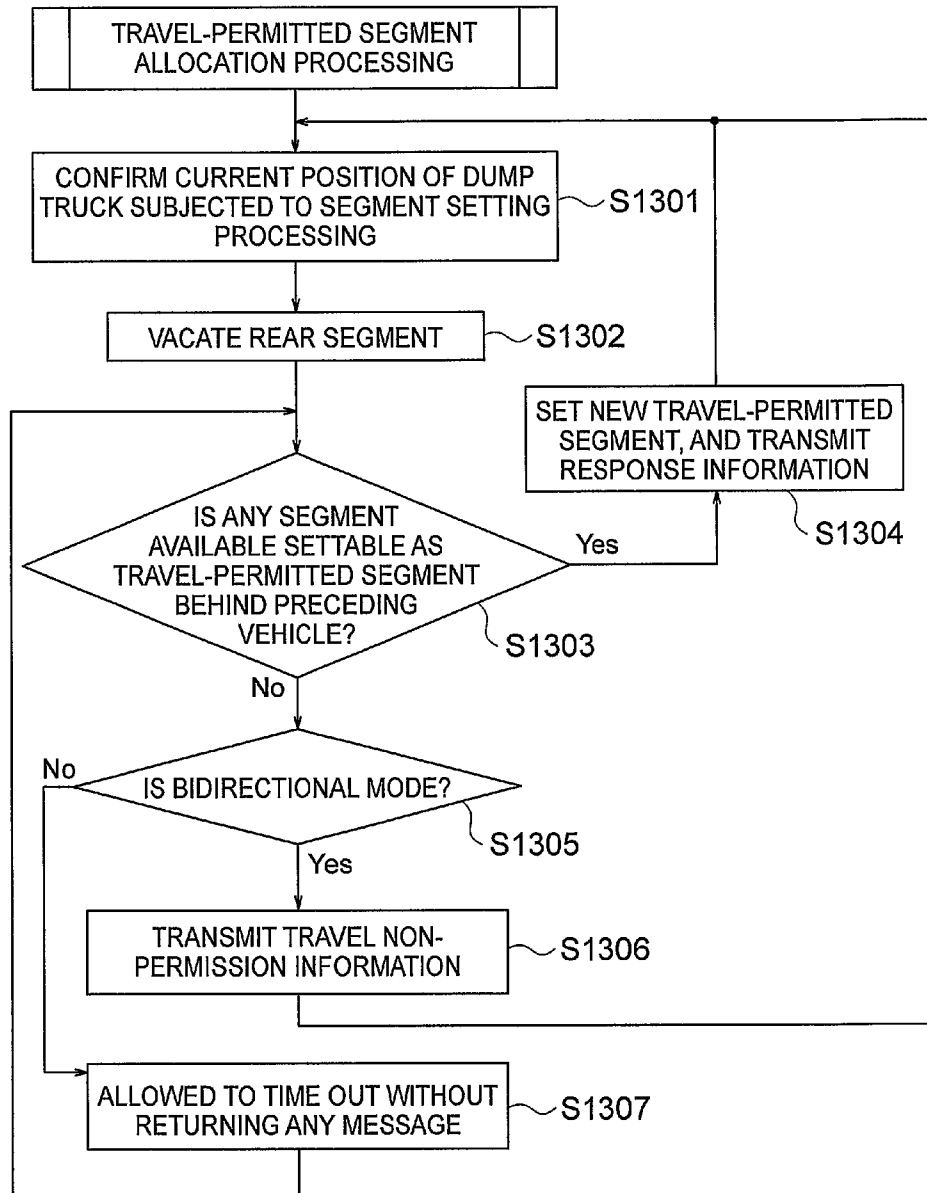 TRAVEL-PERMITTED SEGMENT
ALLOCATION PROCESSING
CONFIRM CURRENT POSITION OF DUMP
TRUCK SUBJECTED TO SEGMENT SETTING
PROCESSING
S1301
VACATE REAR SEGMENT
S1302
SET NEW TRAVEL-PERMITTED
SEGMENT, AND TRANSMIT
RESPONSE INFORMATION
S1304
IS ANY SEGMENT
AVAILABLE SETTABLE AS
TRAVEL-PERMITTED SEGMENT
BEHIND PRECEDING
VEHICLE?
Yes
S1303
No
IS BIDIRECTIONAL MODE?
No
S1305
Yes
TRANSMIT TRAVEL NON-
PERMISSION INFORMATION
S1306
ALLOWED TO TIME OUT WITHOUT
RETURNING ANY MESSAGE
S1307